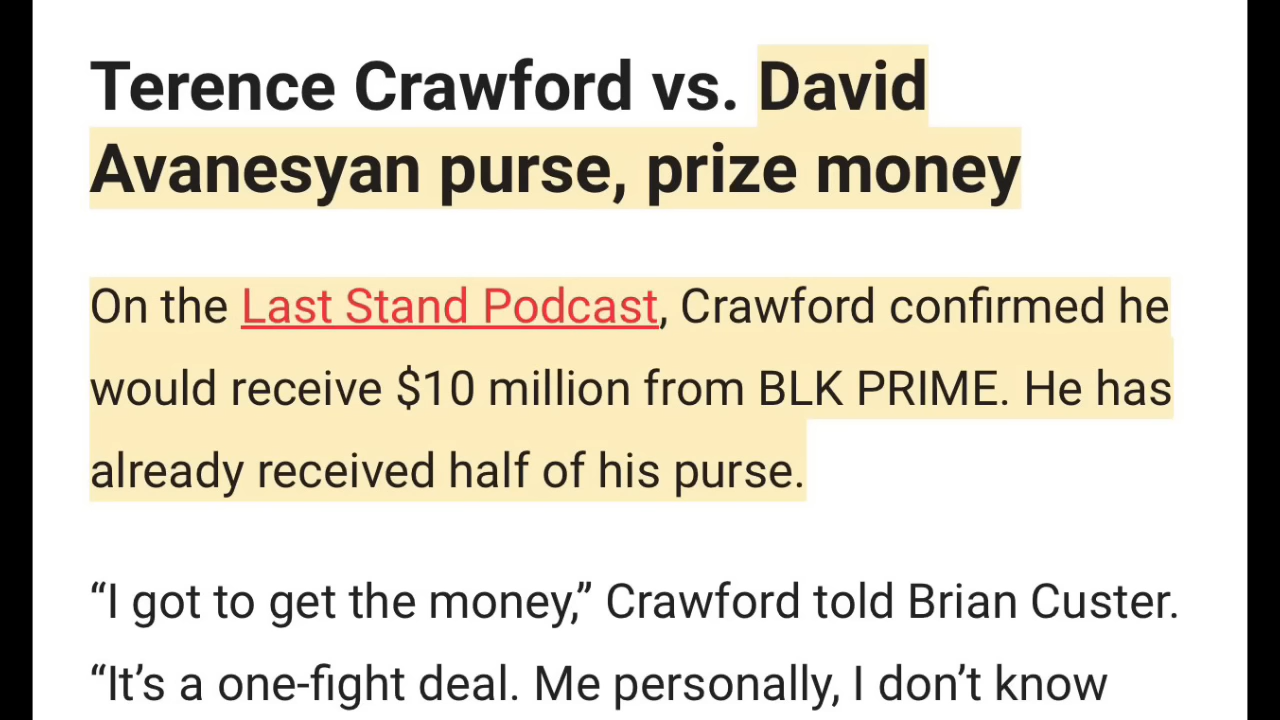 Terence Crawford vs. David
Avanesyan purse, prize money
On the Last Stand Podcast, Crawford confirmed he
would receive $10 million from BLK PRIME. He has
already received half of his purse.
“I got to get the money,” Crawford told Brian Custer.
“It’s a one-fight deal. Me personally, I don’t know